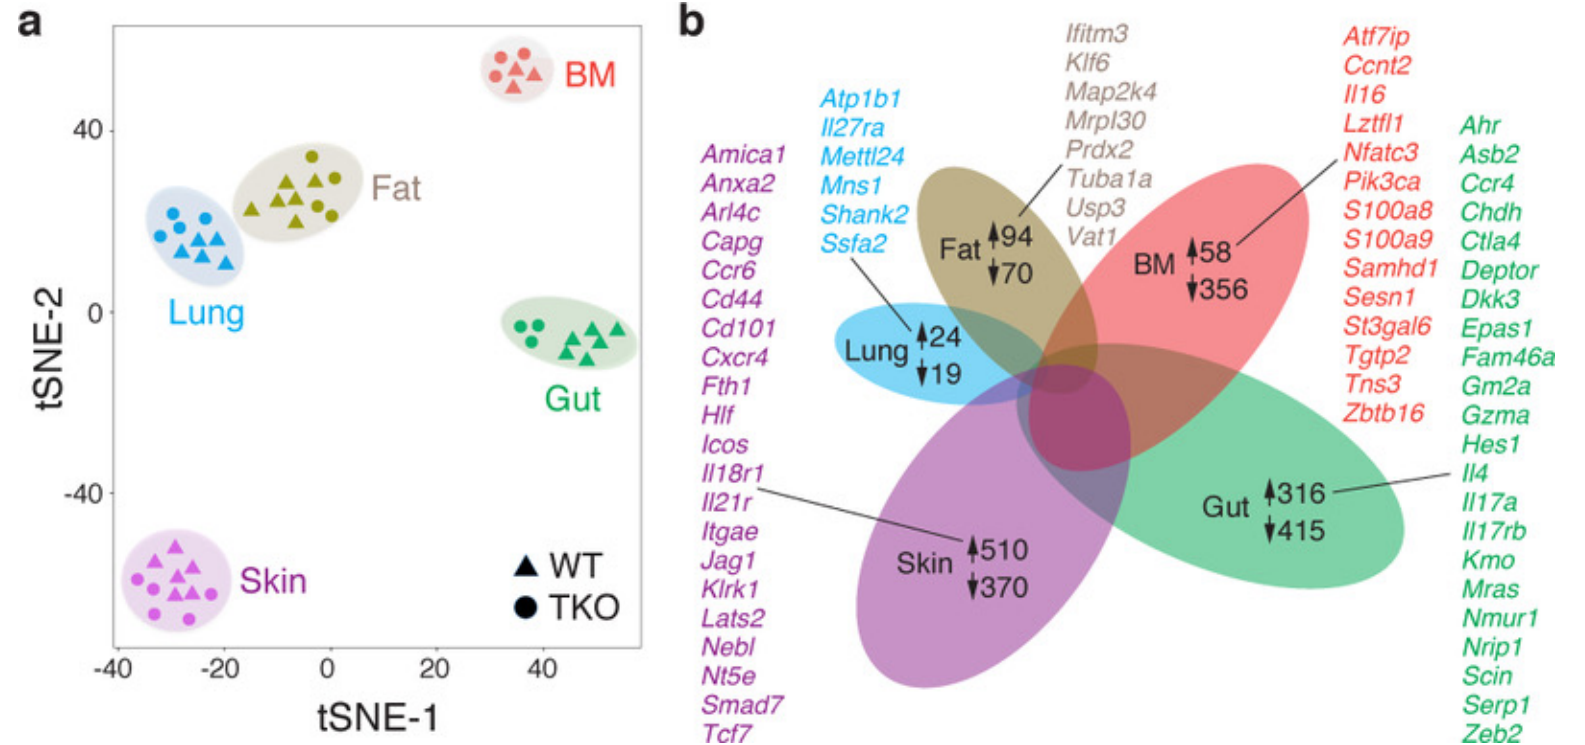 a
40
0
-40
tSNE-2
BM
Fat
Lung
Gut
Skin
WT
TKO
-40
-20
0
20
40
tSNE-1
b
Amica1
Anxa2
Arl4c
Capg
Ccr6
Cd44
Cd101
Cxcr4
Fth1
Hlf
Icos
Il18r1
Il21r
Itgae
Jag1
Klrk1
Lats2
Nebl
Nt5e
Smad7
Tcf7
Atp1b1
Il27ra
Mettl24
Mns1
Shank2
Ssfa2
Ifitm3
Klf6
Map2k4
Mrpl30
Prdx2
Tuba1a
Usp3
Vat1
Atf7ip
Ccnt2
Il16
Lztfl1
Nfatc3
Pik3ca
S100a8
S100a9
Samhd1
Sesn1
St3gal6
Tgtp2
Tns3
Zbtb16
Ahr
Asb2
Ccr4
Chdh
Ctla4
Deptor
Dkk3
Epas1
Fam46a
Gm2a
Gzma
Hes1
Il4
Il17a
Il17rb
Kmo
Mras
Nmur1
Nrip1
Scin
Serp1
Zeb2
Fat ↑94
↓70
BM ↑58
↓356
Lung ↑24
↓19
Gut ↑316
↓415
Skin ↑510
↓370